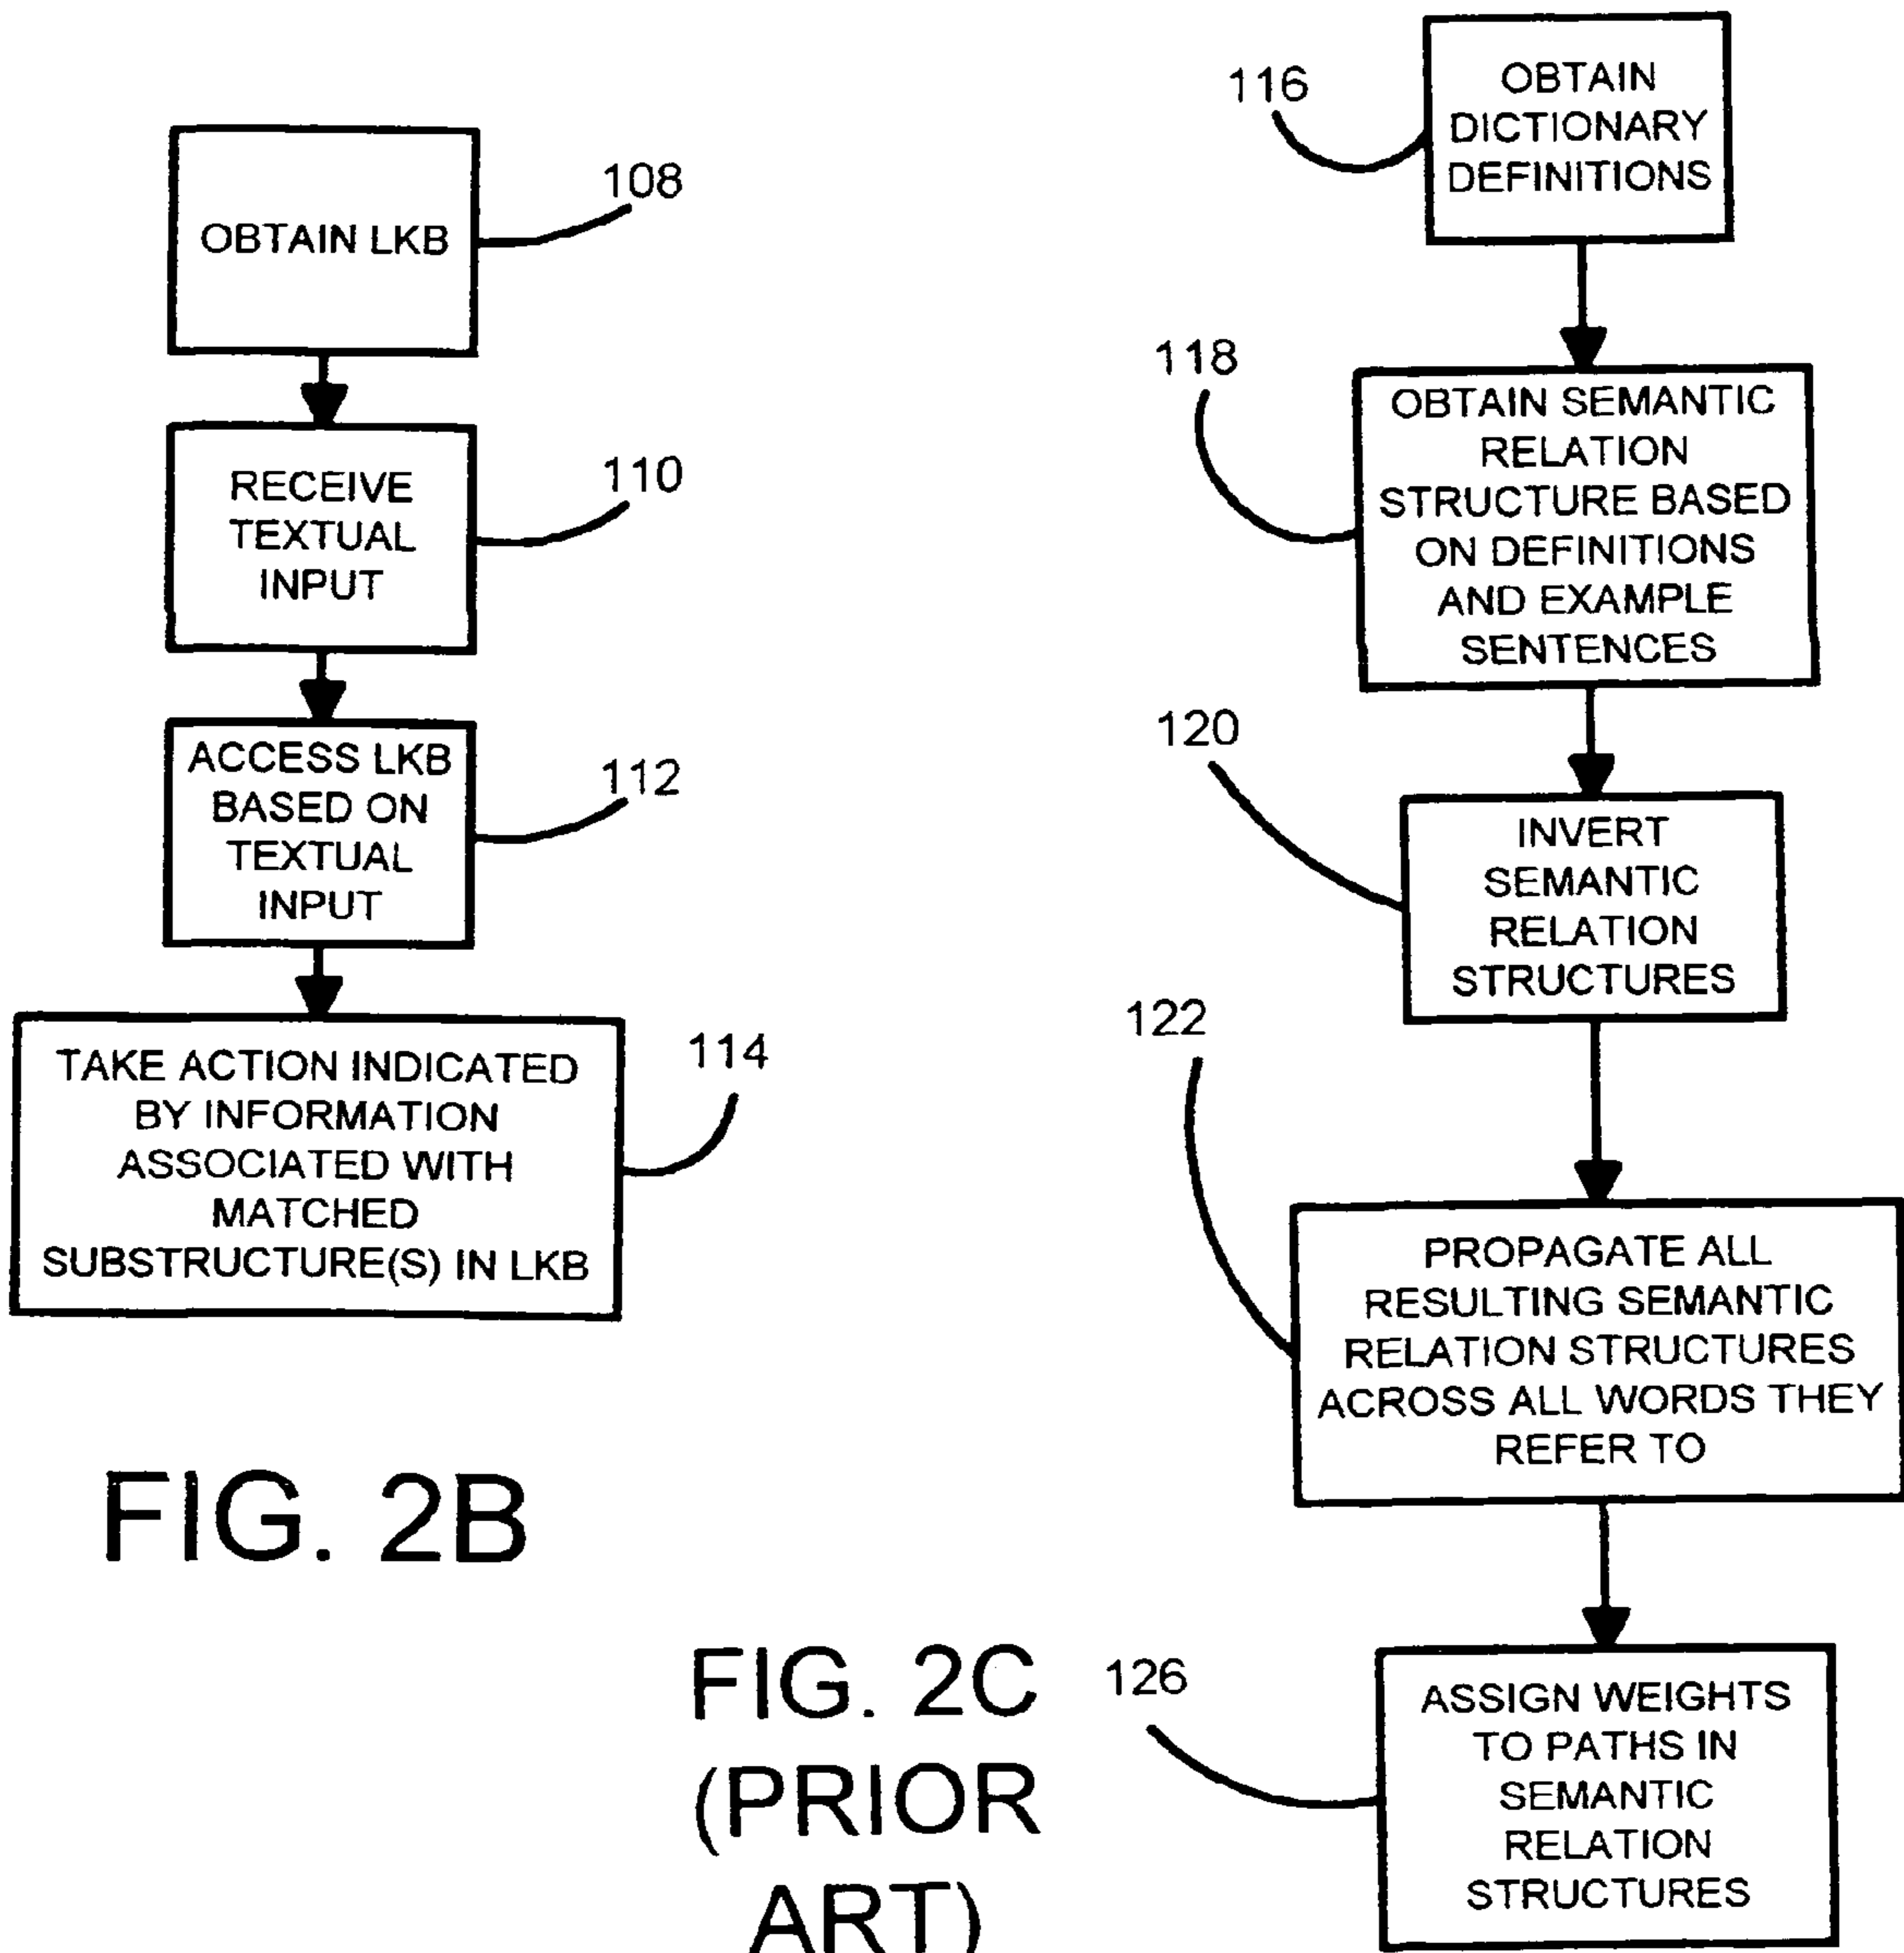 OBTAIN LKB
108
RECEIVE
TEXTUAL
INPUT
110
ACCESS LKB
BASED ON
TEXTUAL
INPUT
112
TAKE ACTION INDICATED
BY INFORMATION
ASSOCIATED WITH
MATCHED
SUBSTRUCTURE(S) IN LKB
114
FIG. 2B
116
OBTAIN
DICTIONARY
DEFINITIONS
118
OBTAIN SEMANTIC
RELATION
STRUCTURE BASED
ON DEFINITIONS
AND EXAMPLE
SENTENCES
120
INVERT
SEMANTIC
RELATION
STRUCTURES
122
PROPAGATE ALL
RESULTING SEMANTIC
RELATION STRUCTURES
ACROSS ALL WORDS THEY
REFER TO
126
ASSIGN WEIGHTS
TO PATHS IN
SEMANTIC
RELATION
STRUCTURES
FIG. 2C
(PRIOR
ART)